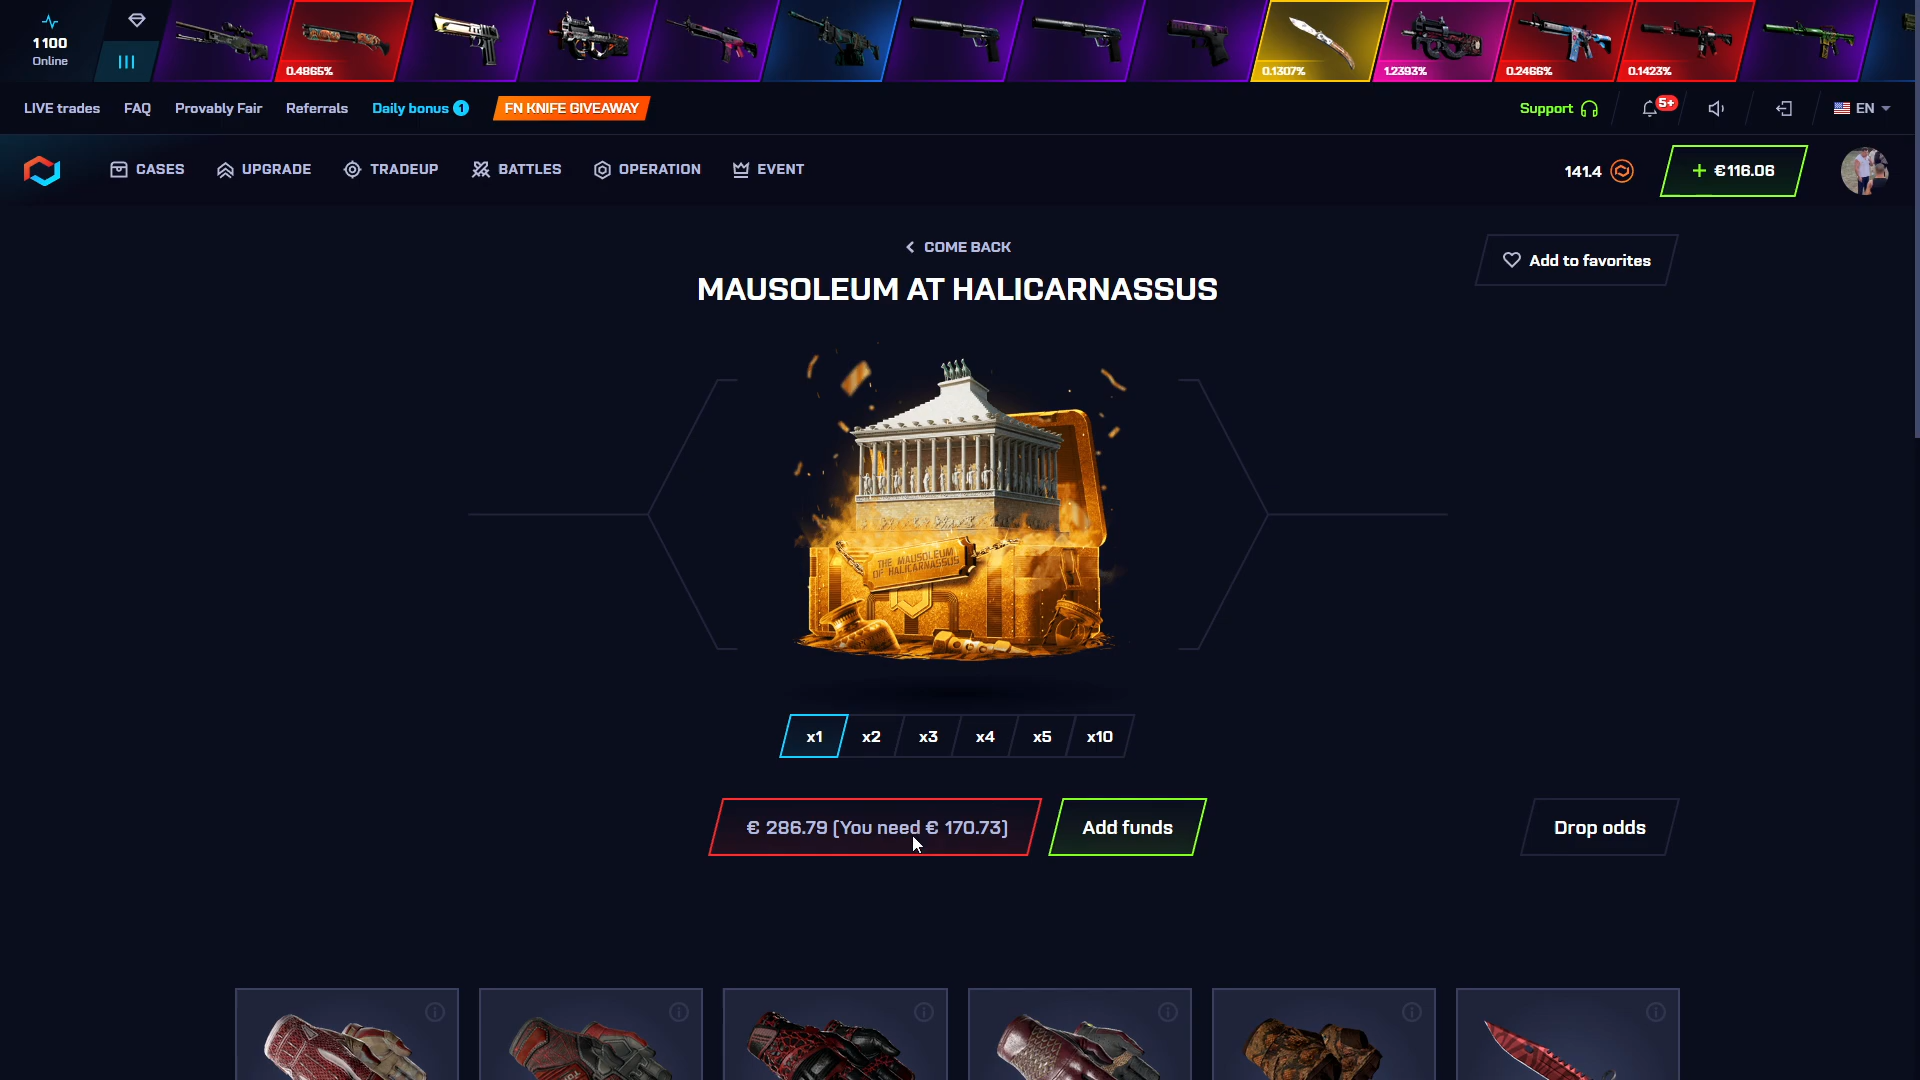 1 100
Online
0.4865%
0.1307%
1.2393%
0.2466%
0.1423%
LIVE trades
FAQ
Provably Fair
Referrals
Daily bonus 1
FN KNIFE GIVEAWAY
Support
5+
EN
CASES
UPGRADE
TRADEUP
BATTLES
OPERATION
EVENT
141.4
+ €116.06
COME BACK
Add to favorites
MAUSOLEUM AT HALICARNASSUS
THE MAUSOLEUM
OF HALICARNASSUS
x1
x2
x3
x4
x5
x10
€ 286.79 (You need € 170.73)
Add funds
Drop odds